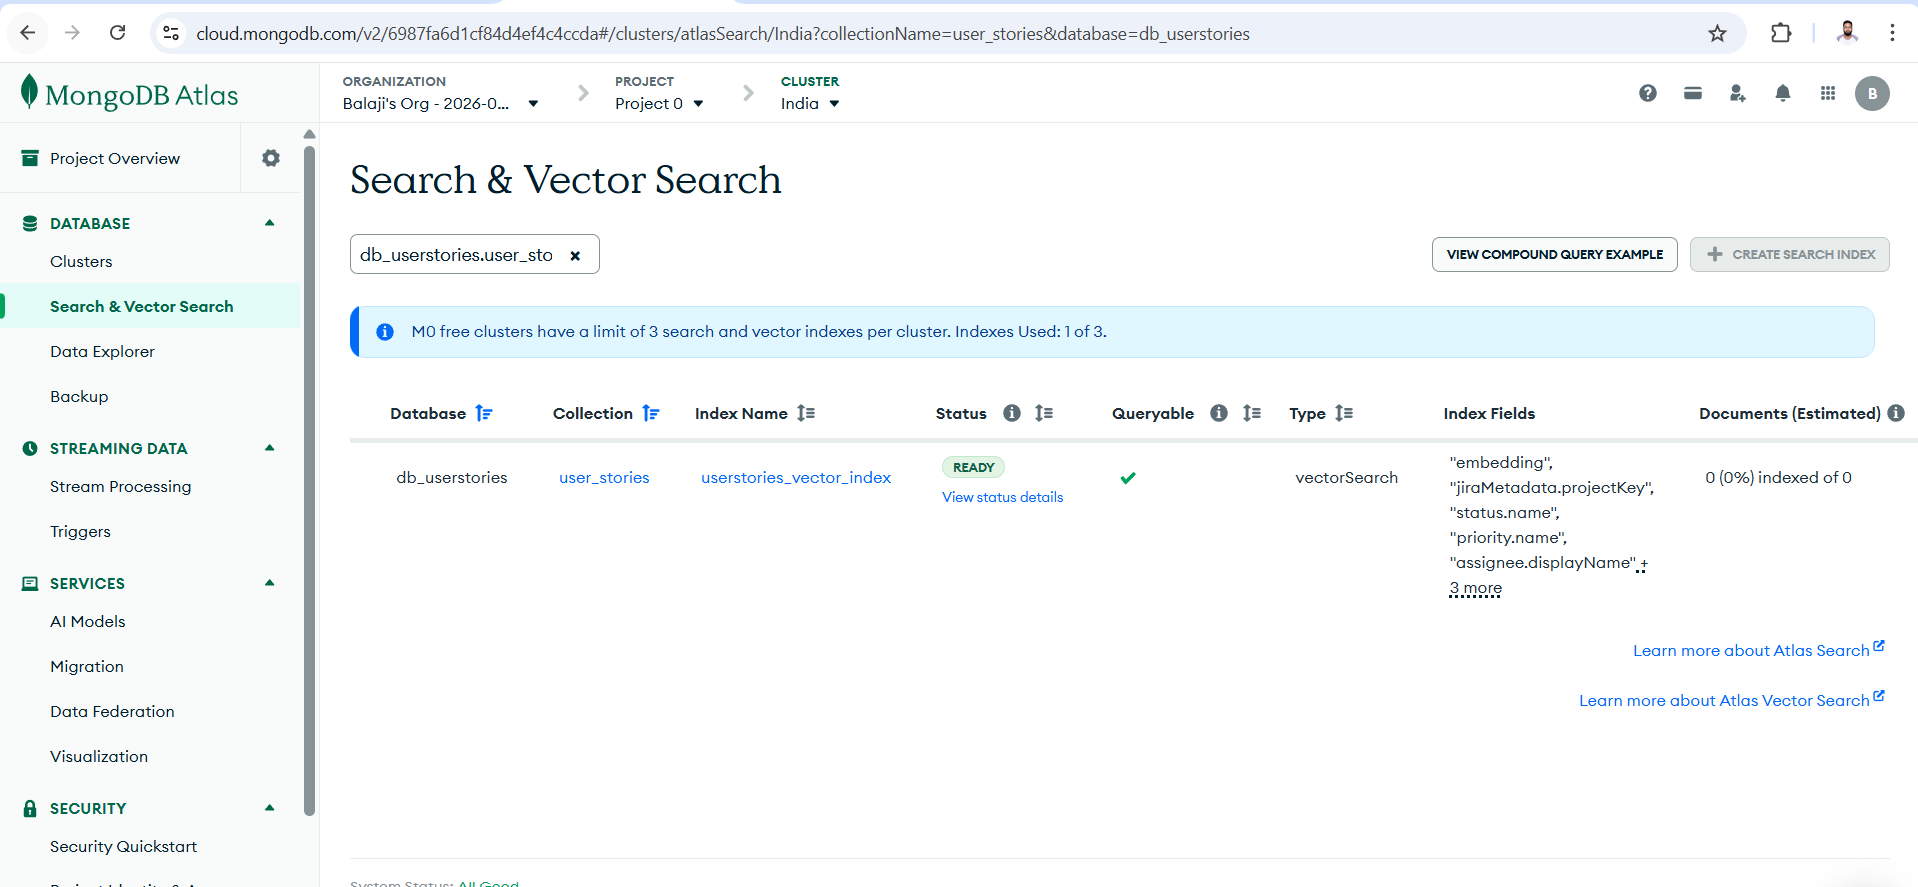 cloud.mongodb.com/v2/6987fa6d1cf84d4ef4c4ccda#/clusters/atlasSearch/India?collectionName=user_stories&database=db_userstories
MongoDB Atlas
ORGANIZATION
Balaji's Org - 2026-0...
PROJECT
Project 0
CLUSTER
India
B
Project Overview
DATABASE
Clusters
Search & Vector Search
Data Explorer
Backup
STREAMING DATA
Stream Processing
Triggers
SERVICES
AI Models
Migration
Data Federation
Visualization
SECURITY
Security Quickstart
Search & Vector Search
db_userstories.user_sto
VIEW COMPOUND QUERY EXAMPLE
CREATE SEARCH INDEX
M0 free clusters have a limit of 3 search and vector indexes per cluster. Indexes Used: 1 of 3.
Database Collection Index Name Status Queryable Type Index Fields Documents (Estimated)
db_userstories user_stories userstories_vector_index READY vectorSearch 0 (0%) indexed of 0
View status details
"embedding",
"jiraMetadata.projectKey",
"status.name",
"priority.name",
"assignee.displayName" +
3 more
Learn more about Atlas Search
Learn more about Atlas Vector Search
System Status: All Good